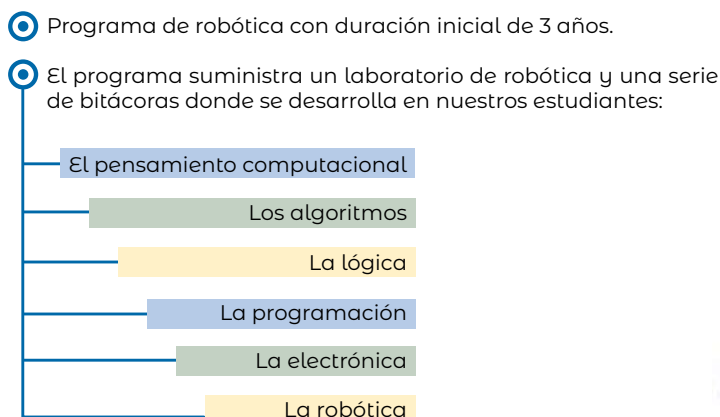 Programa de robótica con duración inicial de 3 años.
El programa suministra un laboratorio de robótica y una serie
de bitácoras donde se desarrolla en nuestros estudiantes:
El pensamiento computacional
Los algoritmos
La lógica
La programación
La electrónica
La robótica